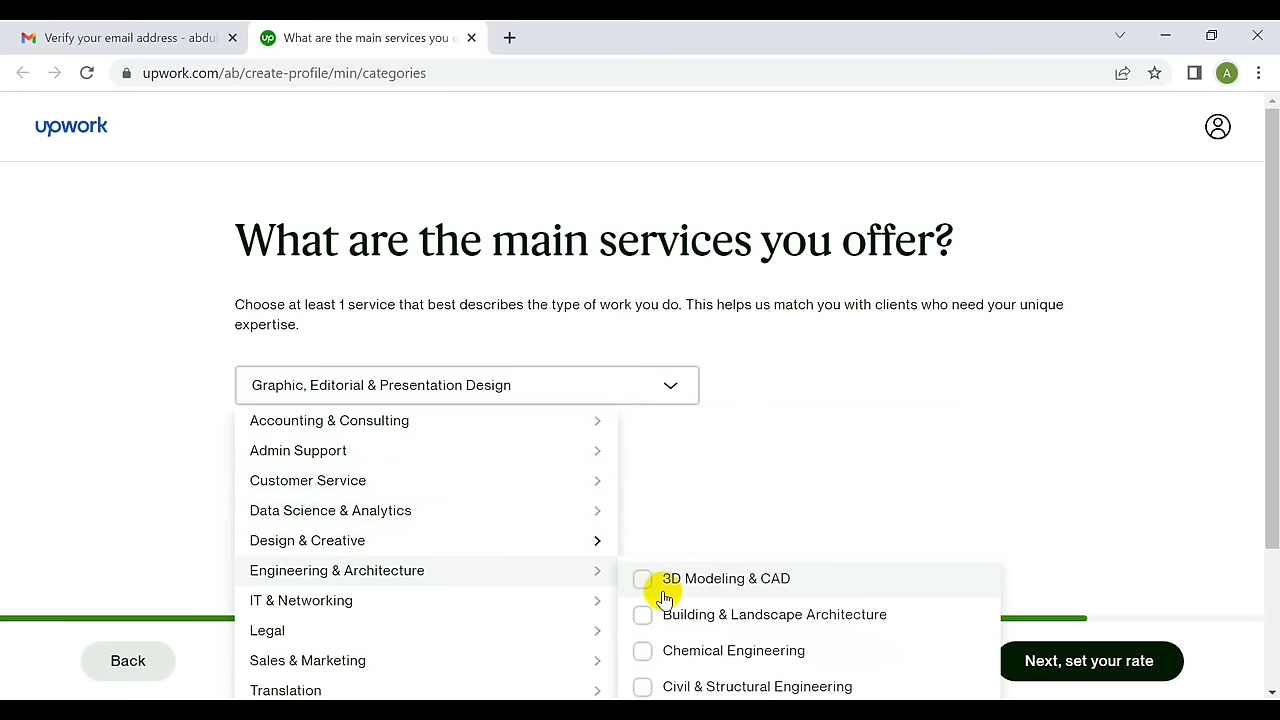 Verify your email address - abdul
What are the main services you o
upwork.com/ab/create-profile/min/categories
A
upwork
What are the main services you offer?
Choose at least 1 service that best describes the type of work you do. This helps us match you with clients who need your unique
expertise.
Graphic, Editorial & Presentation Design
Accounting & Consulting
Admin Support
Customer Service
Data Science & Analytics
Design & Creative
Engineering & Architecture
3D Modeling & CAD
IT & Networking
Building & Landscape Architecture
Legal
Chemical Engineering
Sales & Marketing
Civil & Structural Engineering
Translation
Back
Next, set your rate